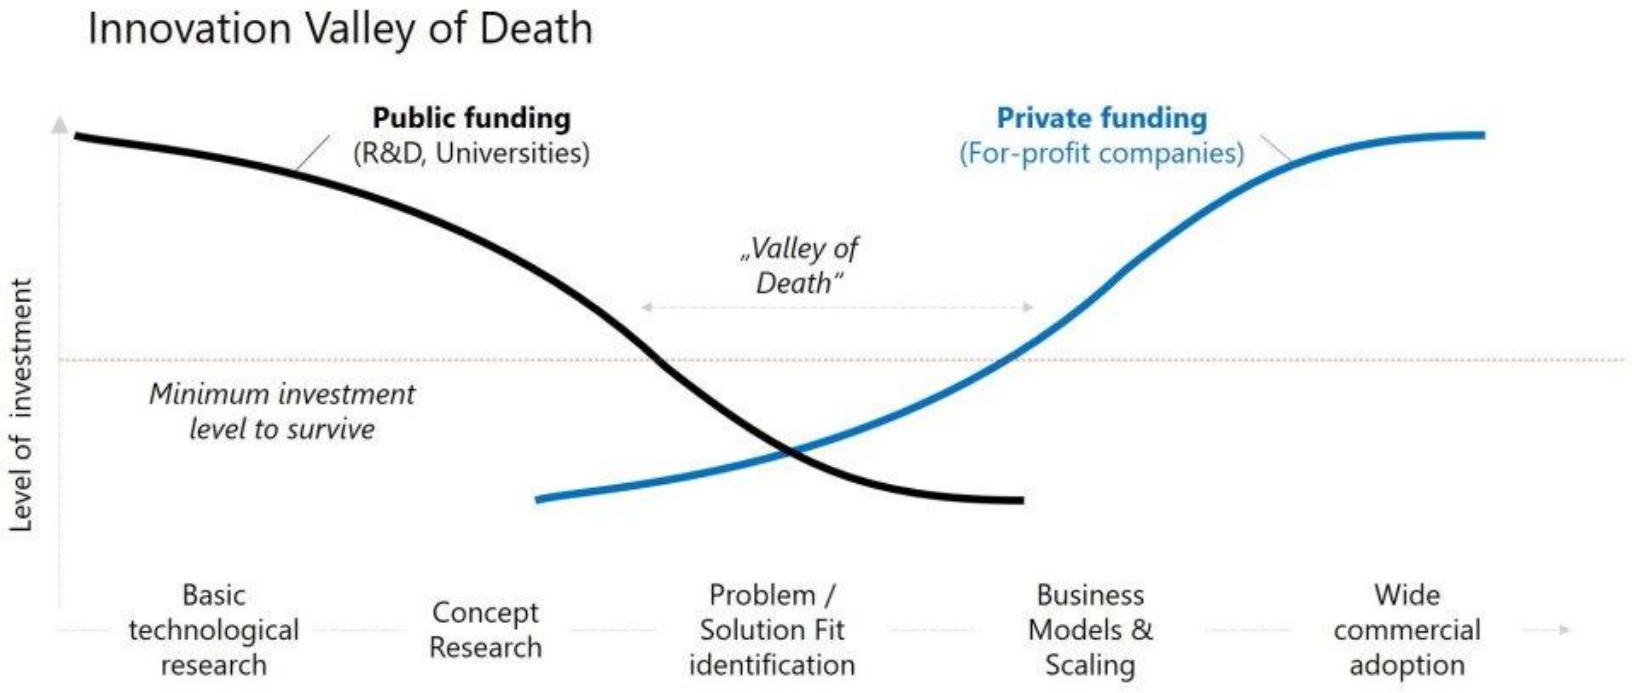 Innovation Valley of Death
Public funding
(R&D, Universities)
Private funding
(For-profit companies)
„Valley of
Death“
Level of investment
Minimum investment
level to survive
Basic
technological
research
Concept
Research
Problem /
Solution Fit
identification
Business
Models &
Scaling
Wide
commercial
adoption